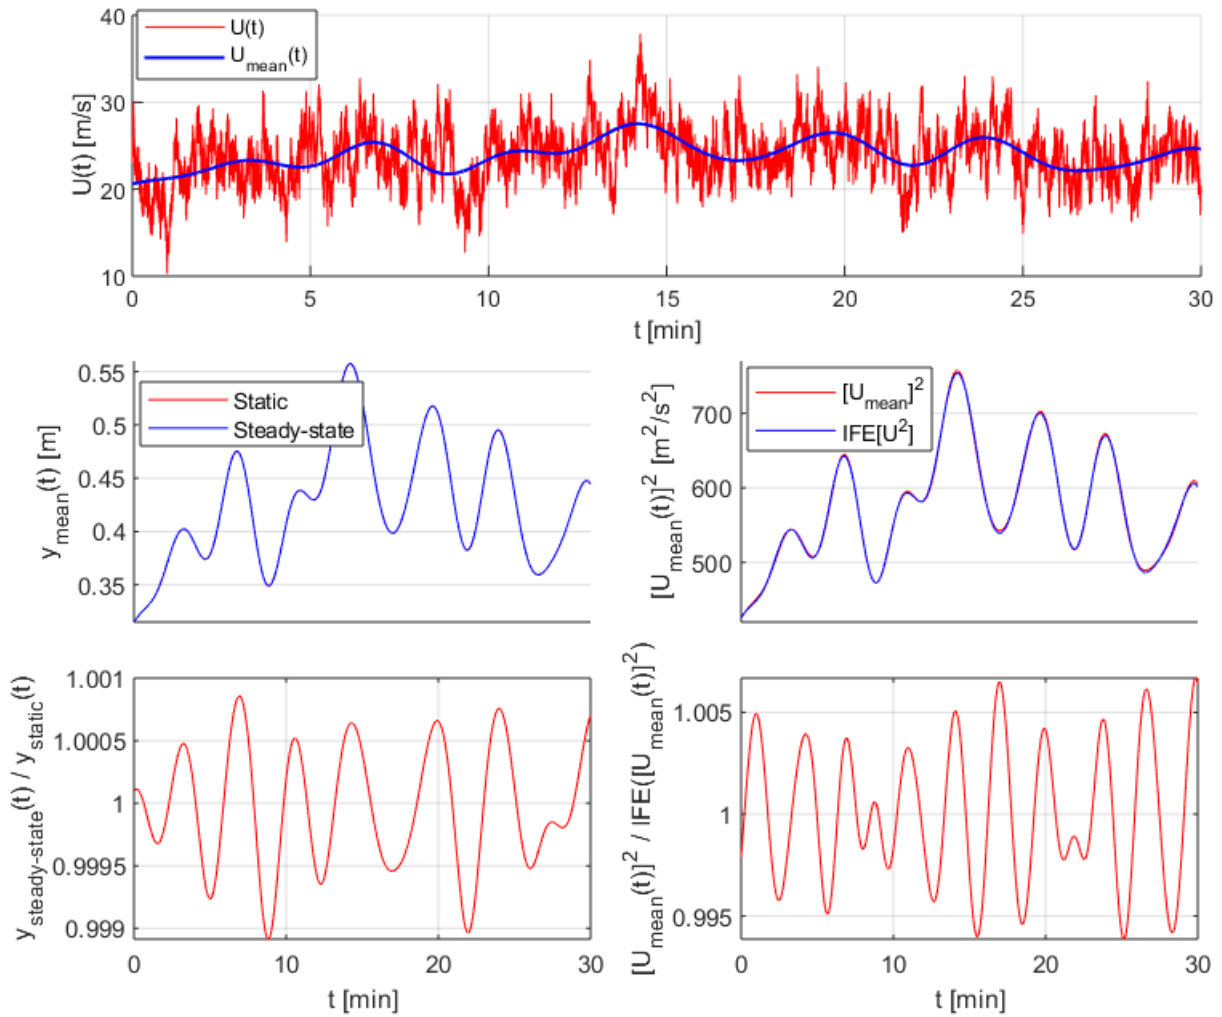 40
30
20
10
U(t) [m/s]
U(t)
U_mean(t)
0 5 10 15 20 25 30
t [min]
0.55
0.5
0.45
0.4
0.35
y_mean(t) [m]
Static
Steady-state
700
600
500
[U_mean(t)]^2 [m^2/s^2]
[U_mean]^2
IFE[U^2]
1.001
1.0005
1
0.9995
0.999
y_steady-state(t) / y_static(t)
0 10 20 30
t [min]
1.005
1
0.995
[U_mean(t)]^2 / IFE([U_mean(t)]^2)
0 10 20 30
t [min]